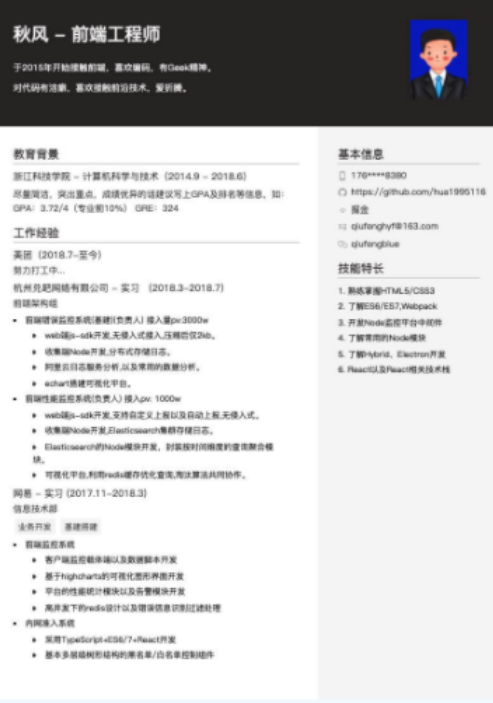 秋风 - 前端工程师
于2015年开始接触前端，喜欢编码，有Geek精神。
对代码有洁癖，喜欢接触前沿技术，爱折腾。
教育背景
浙江科技学院 - 计算机科学与技术（2014.9 - 2018.6）
尽量简洁，突出重点，成绩优异的话建议写上GPA及排名等信息，如:
GPA：3.72/4（专业前10%） GRE：324
工作经验
美团（2018.7-至今）
努力打工中...
杭州兑吧网络有限公司 - 实习 （2018.3-2018.7）
前端架构组
前端错误监控系统(基建)(负责人) 接入量pv:3000w
web端js-sdk开发,无侵入式接入,压缩后仅2kb。
收集端Node开发,分布式存储日志。
阿里云日志服务分析,以及常用的数据分析。
echart搭建可视化平台。
前端性能监控系统(负责人) 接入pv: 1000w
web端js-sdk开发,支持自定义上报以及自动上报,无侵入式。
收集端Node开发,Elasticsearch集群存储日志。
Elasticsearch的Node模块开发，封装按时间维度的查询聚合模
块。
可视化平台,利用redis缓存优化查询,淘汰算法共同协作。
网易 - 实习 (2017.11-2018.3)
信息技术部
业务开发 基建搭建
前端监控系统
客户端监控载体端以及数据脚本开发
基于highcharts的可视化图形界面开发
平台的性能统计模块以及告警模块开发
高并发下的redis设计以及错误信息识别过滤处理
内网准入系统
采用TypeScript+ES6/7+React开发
基本多层级树形结构的黑名单/白名单控制组件
基本信息
176****8380
https://github.com/hua1995116
掘金
qiufenghyf@163.com
qiufengblue
技能特长
1. 熟练掌握HTML5/CSS3
2. 了解ES6/ES7,Webpack
3. 开发Node监控平台中间件
4. 了解常用的Node模块
5. 了解Hybrid、Electron开发
6. React以及React相关技术栈